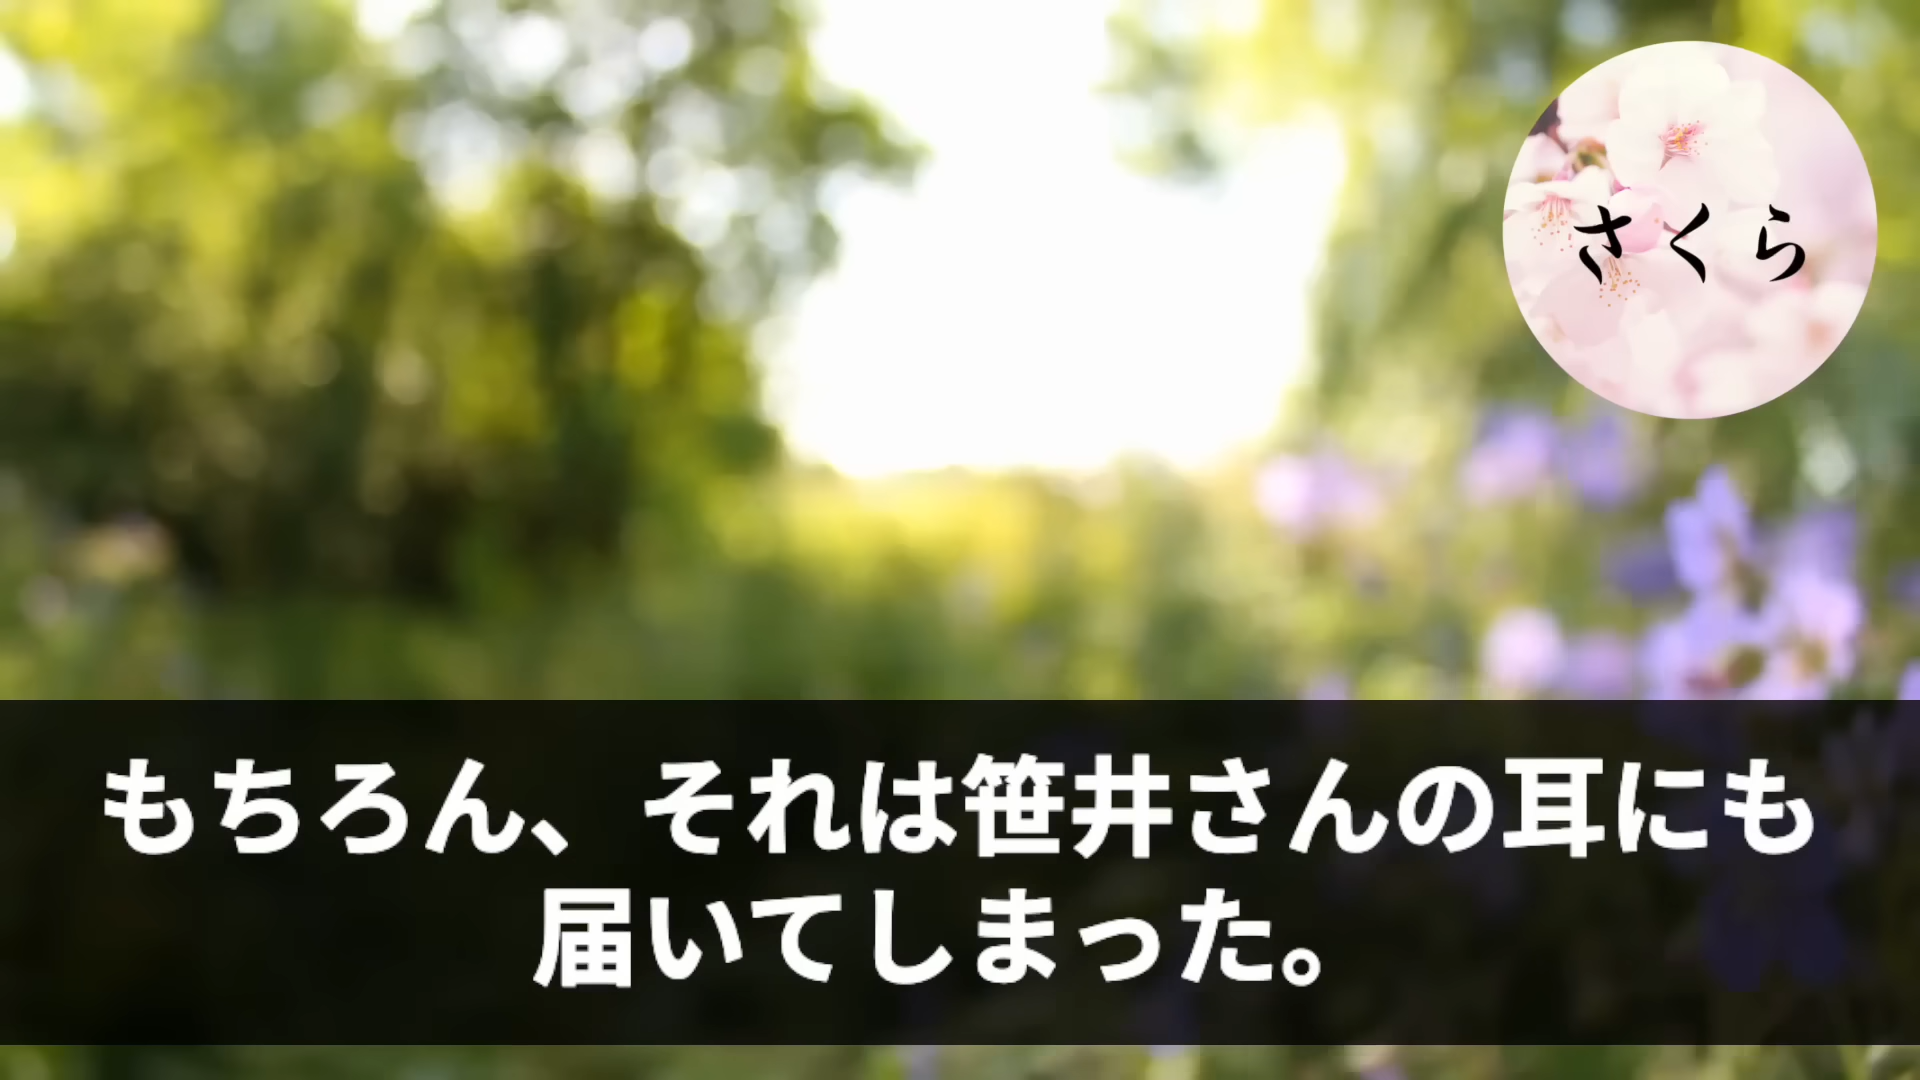 さくら
もちろん、それは笹井さんの耳にも
届いてしまった。